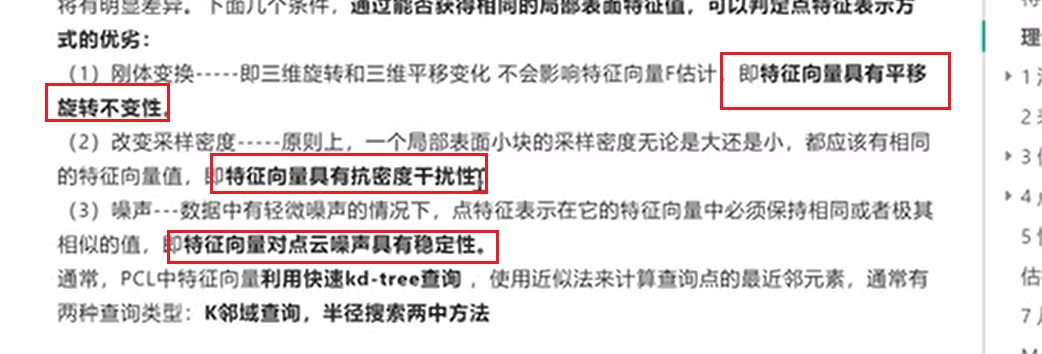 将有明显差异。下面几个条件，通过能否获得相同的局部表面特征值，可以判定点特征表示方
式的优劣：
（1）刚体变换-----即三维旋转和三维平移变化 不会影响特征向量F估计，即特征向量具有平移
旋转不变性。
（2）改变采样密度-----原则上，一个局部表面小块的采样密度无论是大还是小，都应该有相同
的特征向量值，即特征向量具有抗密度干扰性
（3）噪声---数据中有轻微噪声的情况下，点特征表示在它的特征向量中必须保持相同或者极其
相似的值，即特征向量对点云噪声具有稳定性。
通常，PCL中特征向量利用快速kd-tree查询 ，使用近似法来计算查询点的最近邻元素，通常有
两种查询类型：K邻域查询，半径搜索两中方法
理
1
2
3
4
5
估
7